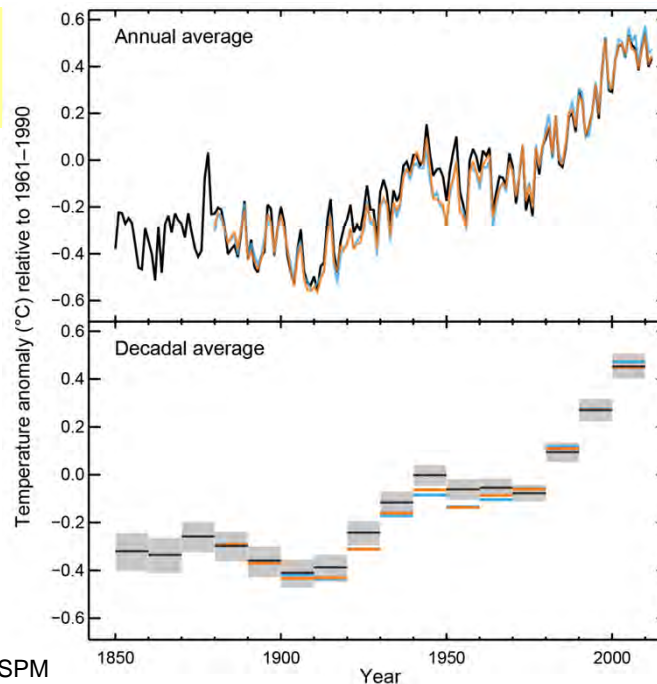 Temperature anomaly (°C) relative to 1961–1990
Annual average
0.6
0.4
0.2
0.0
−0.2
−0.4
−0.6
Decadal average
0.6
0.4
0.2
0.0
−0.2
−0.4
−0.6
1850 1900 1950 2000
Year
SPM